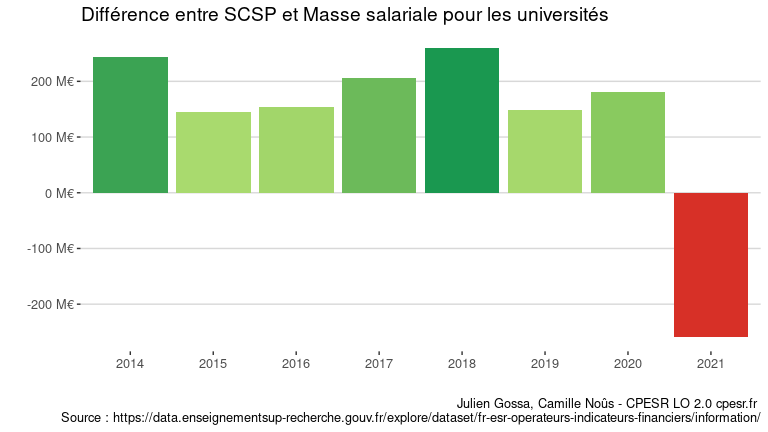 Différence entre SCSP et Masse salariale pour les universités
200 M€
100 M€
0 M€
-100 M€
-200 M€
2014 2015 2016 2017 2018 2019 2020 2021
Julien Gossa, Camille Noûs - CPESR LO 2.0 cpesr.fr
Source : https://data.enseignementsup-recherche.gouv.fr/explore/dataset/fr-esr-operateurs-indicateurs-financiers/information/